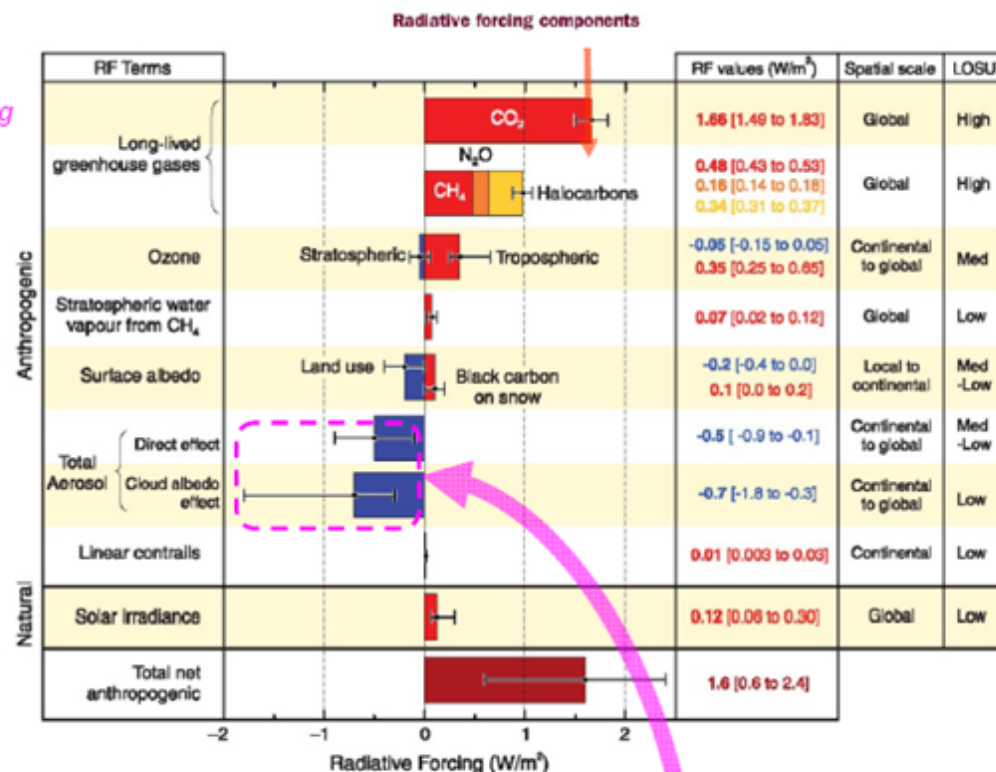 Radiative forcing components
g
RF Terms
RF values (W/m²)
Spatial scale
LOSU
Anthropogenic
Long-lived
greenhouse gases
CO₂
1.66 [1.49 to 1.83]
Global
High
N₂O
CH₄
Halocarbons
0.48 [0.43 to 0.53]
0.16 [0.14 to 0.18]
0.34 [0.31 to 0.37]
Global
High
Ozone
Stratospheric
Tropospheric
-0.05 [-0.15 to 0.05]
0.35 [0.25 to 0.65]
Continental
to global
Med
Stratospheric water
vapour from CH₄
0.07 [0.02 to 0.12]
Global
Low
Surface albedo
Land use
Black carbon
on snow
-0.2 [-0.4 to 0.0]
0.1 [0.0 to 0.2]
Local to
continental
Med
-Low
Total
Aerosol
Direct effect
-0.5 [ -0.9 to -0.1]
Continental
to global
Med
-Low
Cloud albedo
effect
-0.7 [-1.8 to -0.3]
Continental
to global
Low
Linear contrails
0.01 [0.003 to 0.03]
Continental
Low
Natural
Solar irradiance
0.12 [0.06 to 0.30]
Global
Low
Total net
anthropogenic
1.6 [0.6 to 2.4]
-2 -1 0 1 2
Radiative Forcing (W/m²)